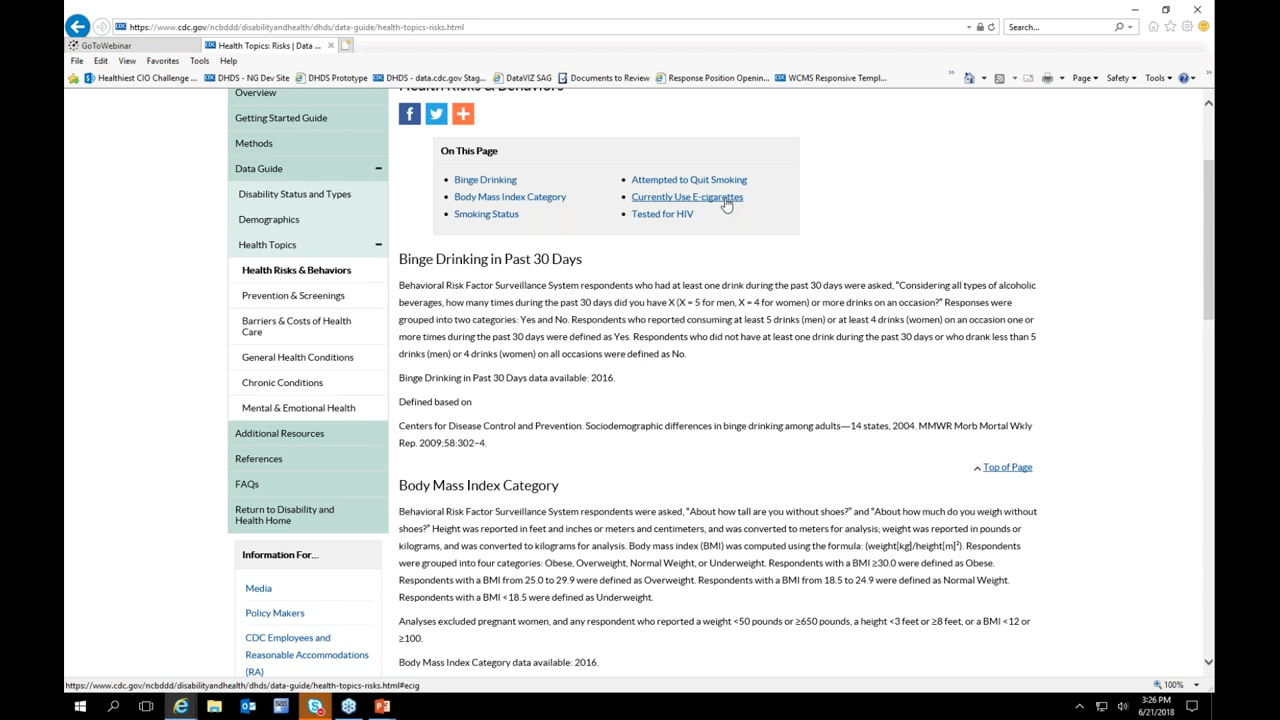 https://www.cdc.gov/ncbddd/disabilityandhealth/dhds/data-guide/health-topics-risks.html
Search...
GoToWebinar
Health Topics: Risks | Data ...
File Edit View Favorites Tools Help
Healthiest CIO Challenge ... DHDS - NG Dev Site DHDS Prototype DHDS - data.cdc.gov Stag... DataVIZ SAG Documents to Review Response Position Openin... WCMS Responsive Templ...
Page Safety Tools
Health Risks & Behaviors
Overview
Getting Started Guide
Methods
Data Guide
Disability Status and Types
Demographics
Health Topics
Health Risks & Behaviors
Prevention & Screenings
Barriers & Costs of Health
Care
General Health Conditions
Chronic Conditions
Mental & Emotional Health
Additional Resources
References
FAQs
Return to Disability and
Health Home
Information For...
Media
Policy Makers
CDC Employees and
Reasonable Accommodations
(RA)
On This Page
Binge Drinking
Body Mass Index Category
Smoking Status
Attempted to Quit Smoking
Currently Use E-cigarettes
Tested for HIV
Binge Drinking in Past 30 Days
Behavioral Risk Factor Surveillance System respondents who had at least one drink during the past 30 days were asked, “Considering all types of alcoholic
beverages, how many times during the past 30 days did you have X (X = 5 for men, X = 4 for women) or more drinks on an occasion?” Responses were
grouped into two categories: Yes and No. Respondents who reported consuming at least 5 drinks (men) or at least 4 drinks (women) on an occasion one or
more times during the past 30 days were defined as Yes. Respondents who did not have at least one drink during the past 30 days or who drank less than 5
drinks (men) or 4 drinks (women) on all occasions were defined as No.
Binge Drinking in Past 30 Days data available: 2016.
Defined based on
Centers for Disease Control and Prevention. Sociodemographic differences in binge drinking among adults—14 states, 2004. MMWR Morb Mortal Wkly
Rep. 2009;58:302–4.
Top of Page
Body Mass Index Category
Behavioral Risk Factor Surveillance System respondents were asked, “About how tall are you without shoes?” and “About how much do you weigh without
shoes?” Height was reported in feet and inches or meters and centimeters, and was converted to meters for analysis; weight was reported in pounds or
kilograms, and was converted to kilograms for analysis. Body mass index (BMI) was computed using the formula: (weight[kg]/height[m]²). Respondents
were grouped into four categories: Obese, Overweight, Normal Weight, or Underweight. Respondents with a BMI ≥30.0 were defined as Obese.
Respondents with a BMI from 25.0 to 29.9 were defined as Overweight. Respondents with a BMI from 18.5 to 24.9 were defined as Normal Weight.
Respondents with a BMI <18.5 were defined as Underweight.
Analyses excluded pregnant women, and any respondent who reported a weight <50 pounds or ≥650 pounds, a height <3 feet or ≥8 feet, or a BMI <12 or
≥100.
Body Mass Index Category data available: 2016.
https://www.cdc.gov/ncbddd/disabilityandhealth/dhds/data-guide/health-topics-risks.html#ecig
100%
3:26 PM
6/21/2018